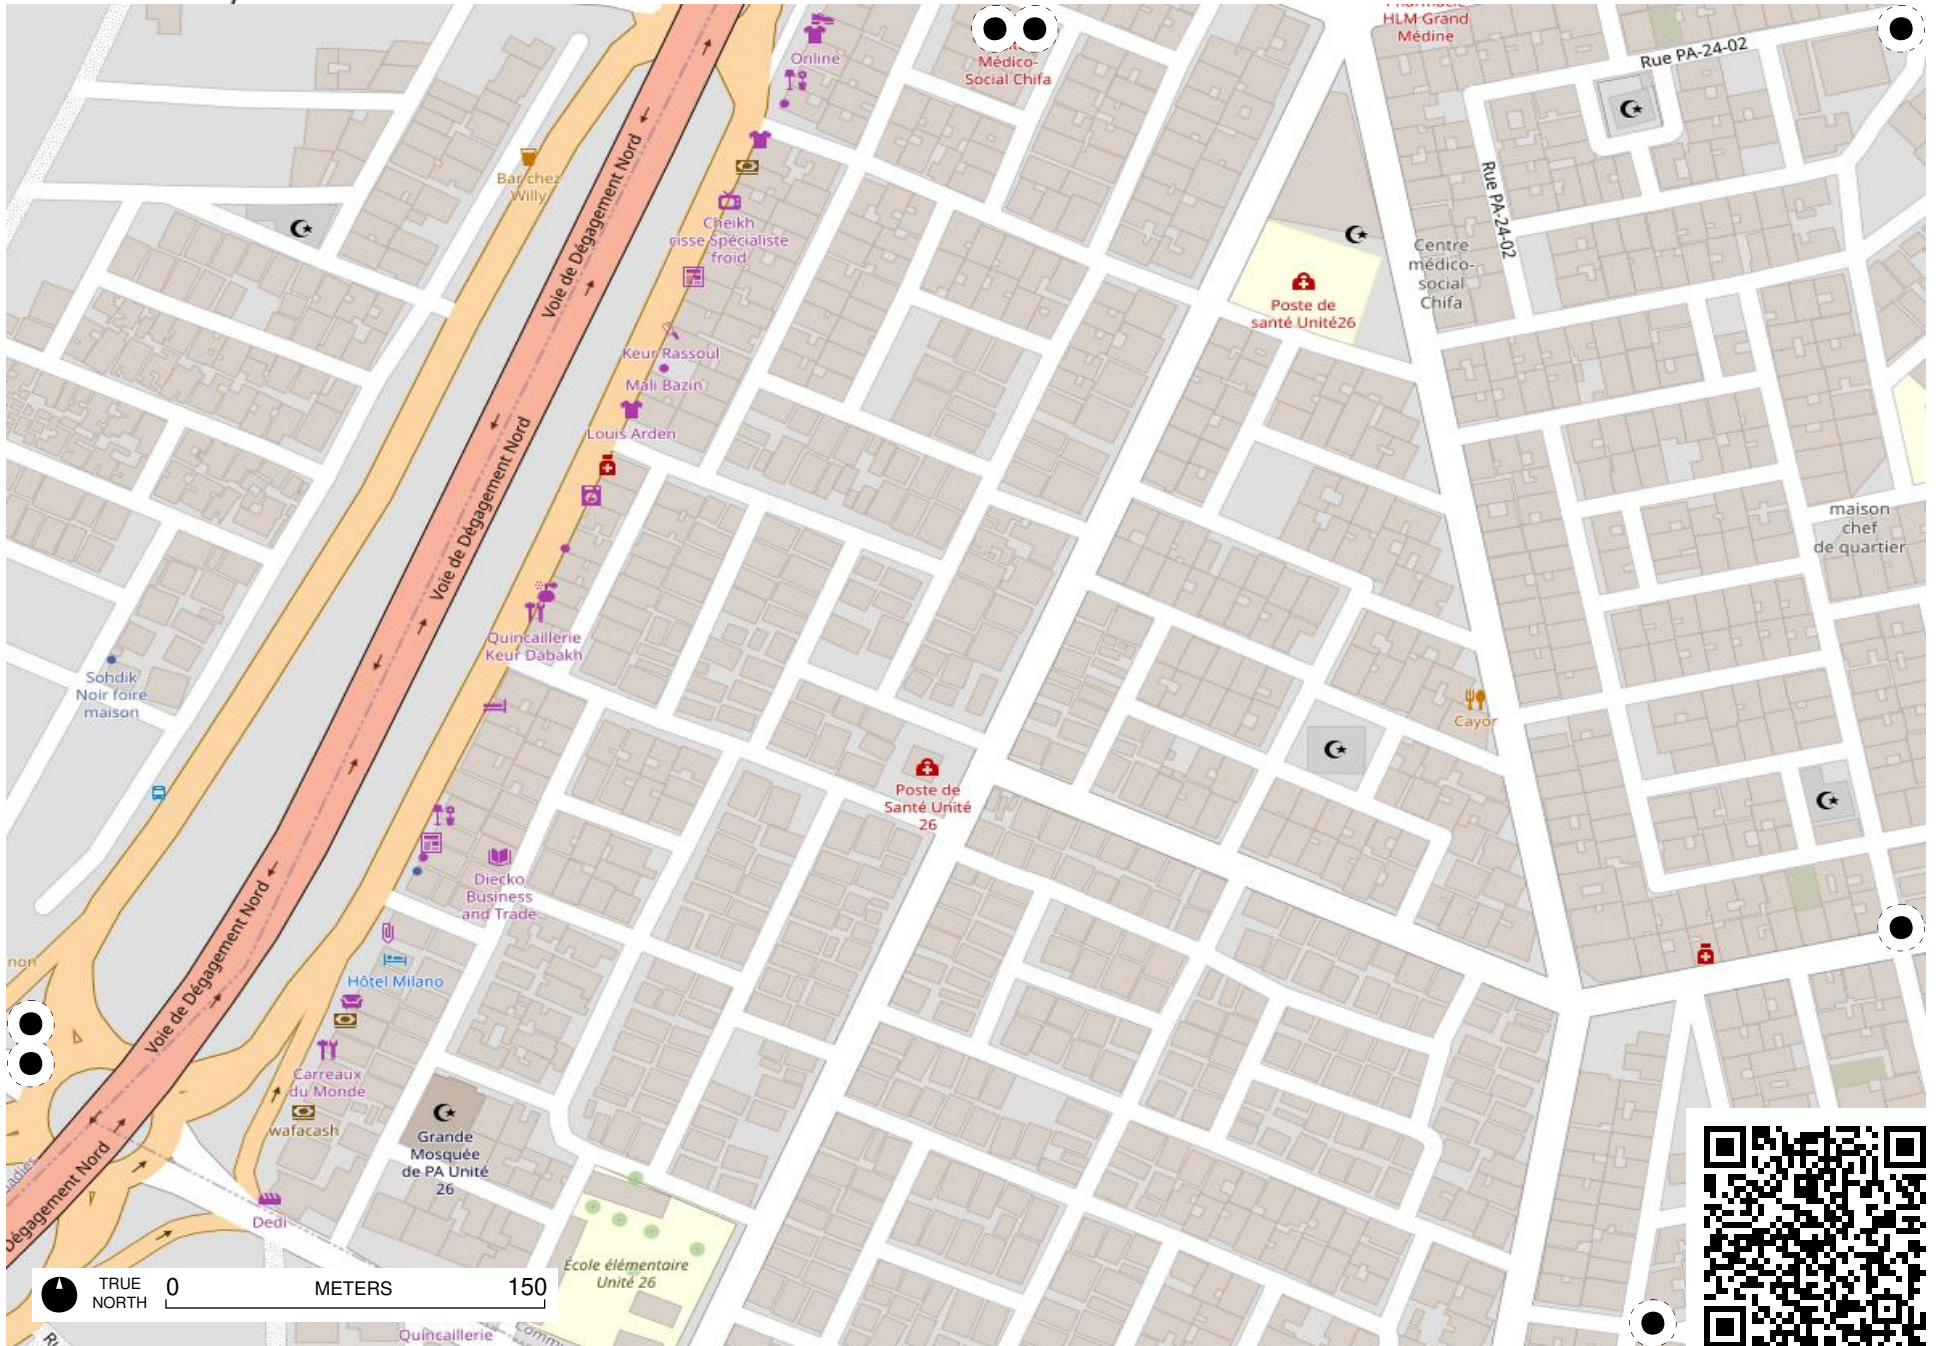 HLM Grand
Médine
Rue PA-24-02
Online
Médico-
Social Chifa
Voie de Dégagement Nord
Bar chez
Willy
Rue PA-24-02
Cheikh
cisse Spécialiste
froid
Centre
médico-
social
Chifa
Voie de Dégagement Nord
Poste de
santé Unité26
Keur Rassoul
Mali Bazin
Louis Arden
maison
chef
de quartier
Quincaillerie
Keur Dabakh
Sohdik
Noir foire
maison
Cayor
Poste de
Santé Unité
26
Diecko
Business
and Trade
Voie de Dégagement Nord
non
Hôtel Milano
Carreaux
du Monde
wafacash
Grande
Mosquée
de PA Unité
26
Dégagement Nord
Dedi
École élémentaire
Unité 26
TRUE
NORTH
0 METERS 150
Quincaillerie